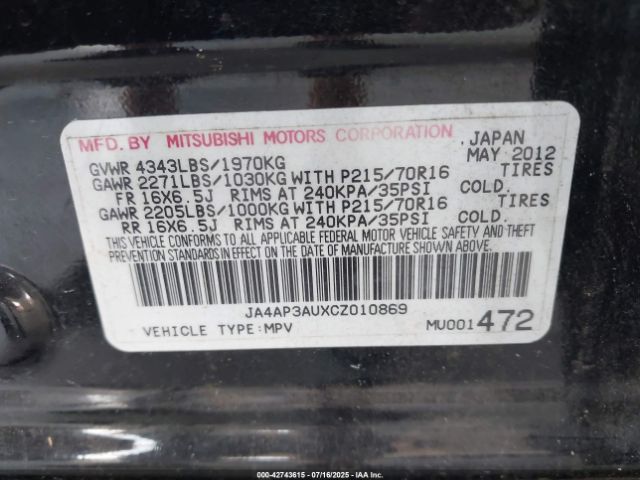 MFD. BY MITSUBISHI MOTORS CORPORATION JAPAN
GVWR 4343LBS/1970KG MAY 2012
GAWR 2271LBS/1030KG WITH P215/70R16 TIRES
FR 16X6.5J RIMS AT 240KPA/35PSI COLD.
GAWR 2205LBS/1000KG WITH P215/70R16 TIRES
RR 16X6.5J RIMS AT 240KPA/35PSI COLD.
THIS VEHICLE CONFORMS TO ALL APPLICABLE FEDERAL MOTOR VEHICLE SAFETY AND THEFT
PREVENTION STANDARDS IN EFFECT ON THE DATE OF MANUFACTURE SHOWN ABOVE.
JA4AP3AUXCZ010869
VEHICLE TYPE:MPV MU001472
000-42743615 - 07/16/2025 - IAAI.COM